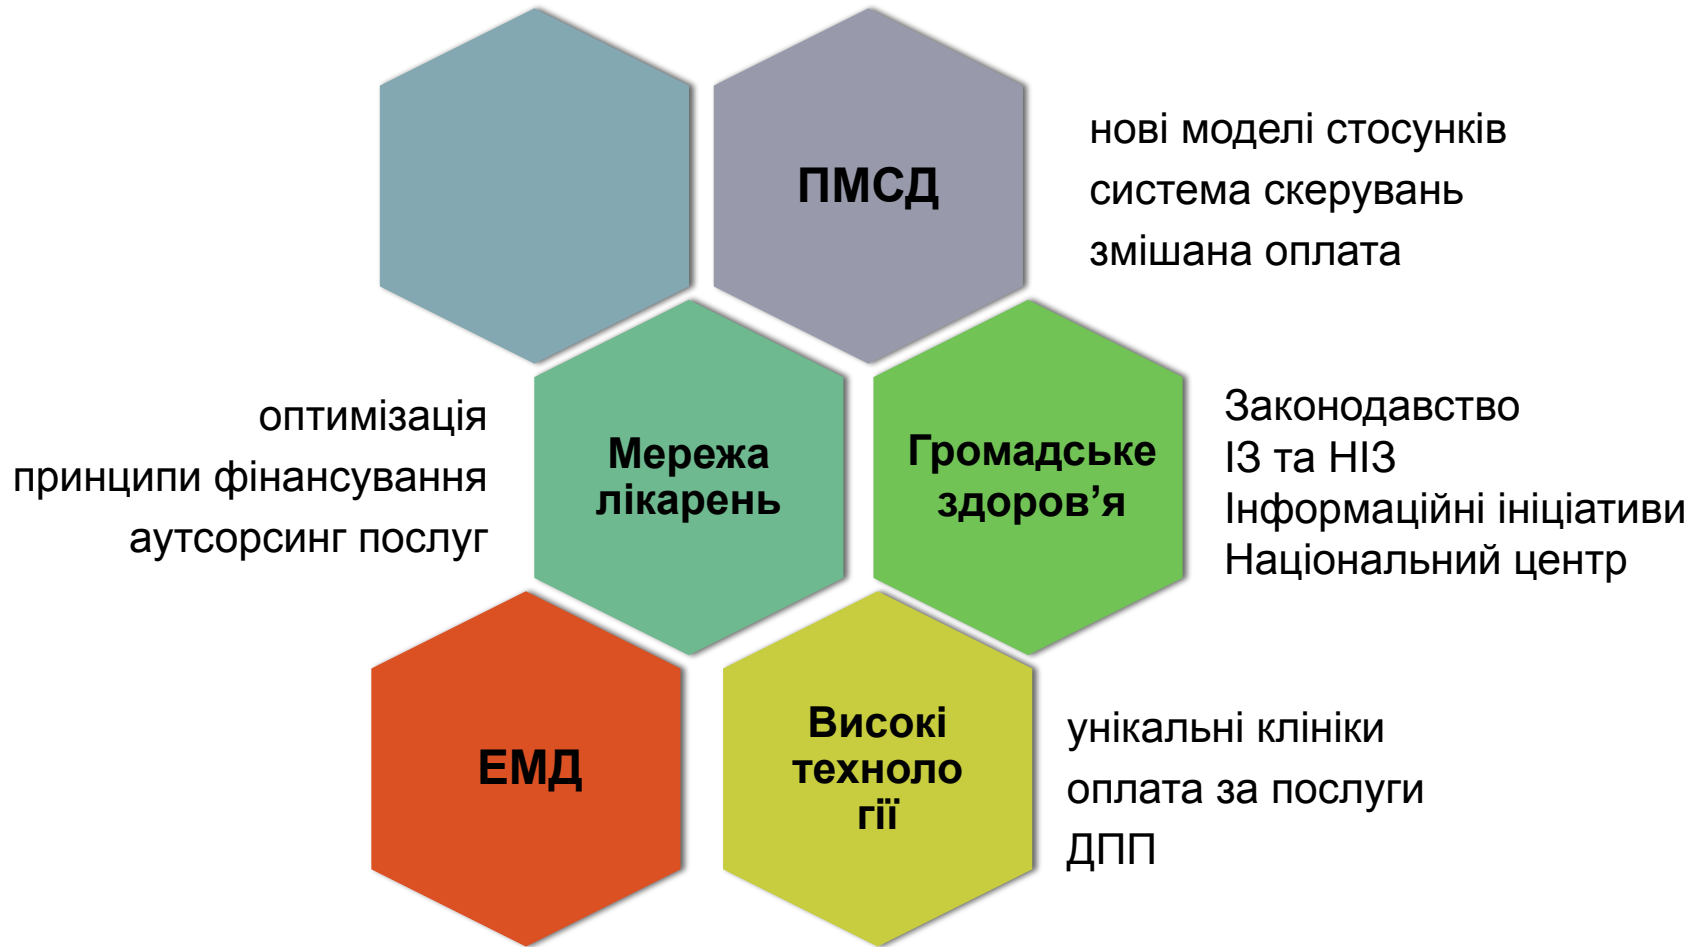 ПМСД
нові моделі стосунків
система скерувань
змішана оплата
оптимізація
принципи фінансування
аутсорсинг послуг
Мережа
лікарень
Громадське
здоров’я
Законодавство
ІЗ та НІЗ
Інформаційні ініціативи
Національний центр
ЕМД
Високі
техноло
гії
унікальні клініки
оплата за послуги
ДПП